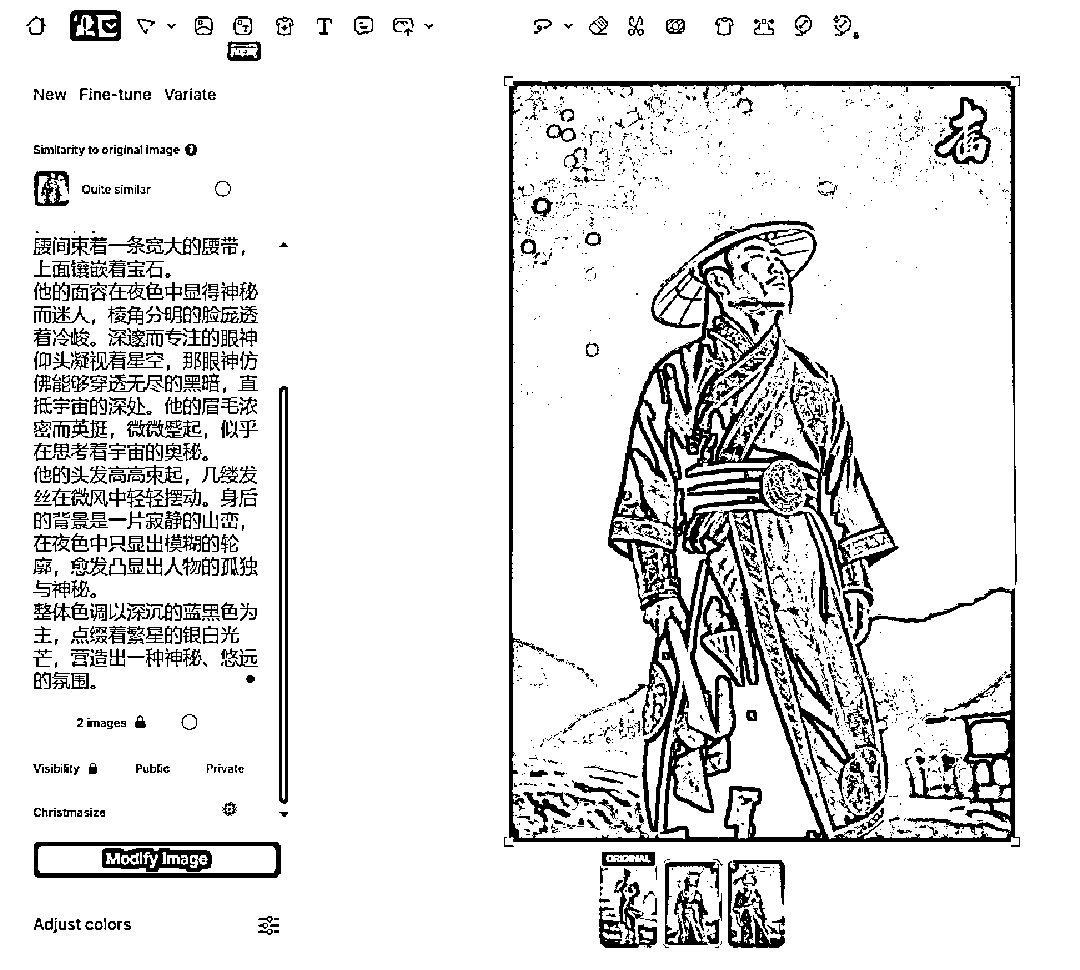 T
New Fine-tune Variate
Similarity to original image
Quite similar
腰间束着一条宽大的腰带，
上面镶嵌着宝石。
他的面容在夜色中显得神秘
而迷人，棱角分明的脸庞透
着冷峻。深邃而专注的眼神
仰头凝视着星空，那眼神仿
佛能够穿透无尽的黑暗，直
抵宇宙的深处。他的眉毛浓
密而英挺，微微蹙起，似乎
在思考着宇宙的奥秘。
他的头发高高束起，几缕发
丝在微风中轻轻摆动。身后
的背景是一片寂静的山峦，
在夜色中只显出模糊的轮
廓，愈发凸显出人物的孤独
与神秘。
整体色调以深沉的蓝黑色为
主，点缀着繁星的银白光
芒，营造出一种神秘、悠远
的氛围。
2 images
Visibility Public Private
Christmasize
Modify image
Adjust colors
ORIGINAL